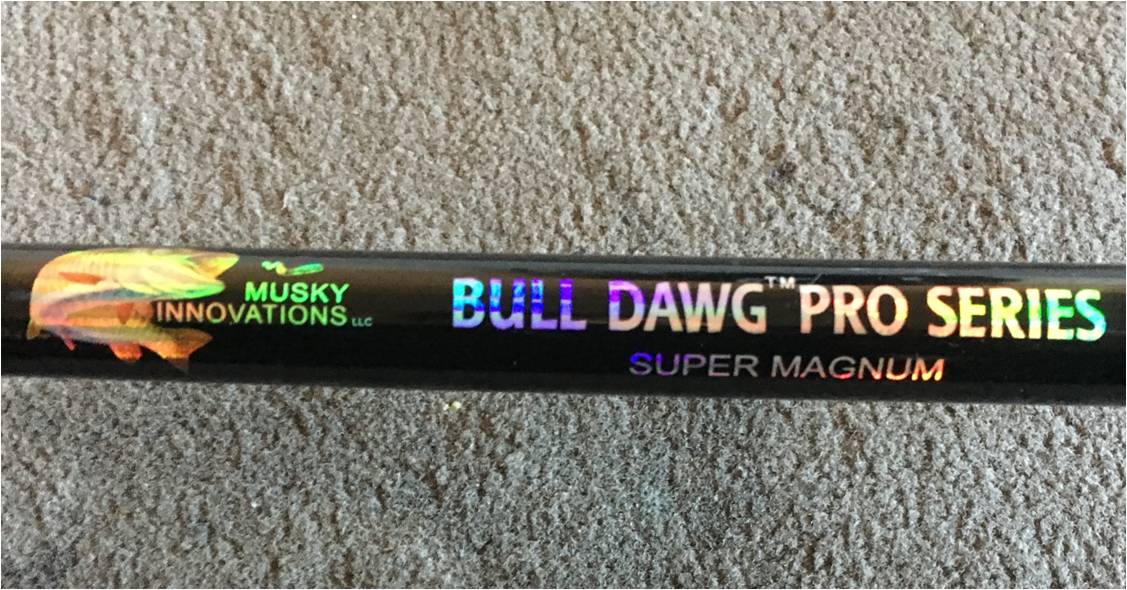 MUSKY
INNOVATIONS LLC
BULL DAWG™ PRO SERIES
SUPER MAGNUM